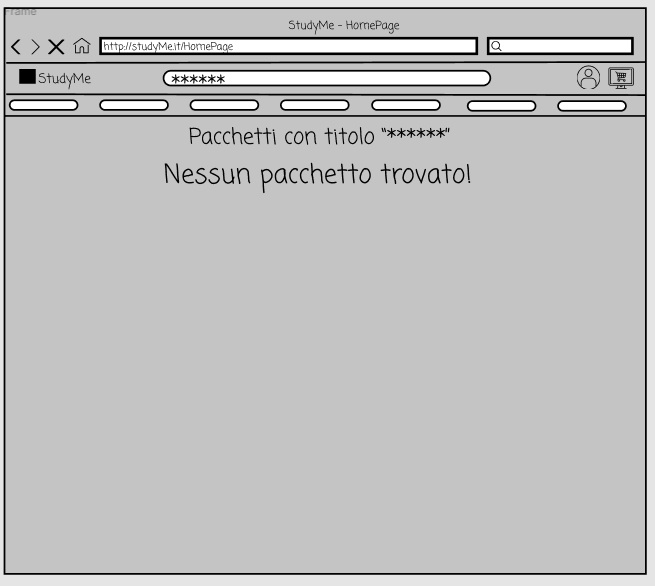 Frame
StudyMe - HomePage
http://studyMe.it/HomePage
StudyMe
******
Pacchetti con titolo "******"
Nessun pacchetto trovato!